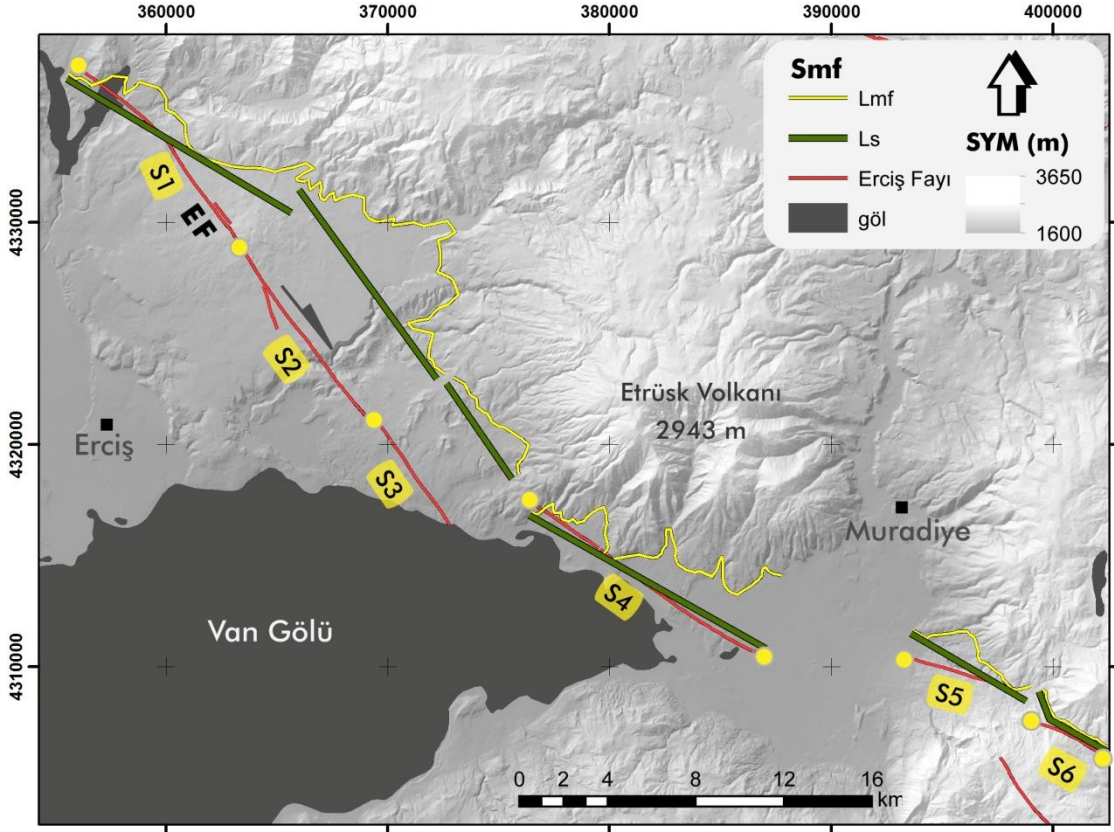 360000 370000 380000 390000 400000
Smf
Lmf
Ls
Erciş Fayı
göl
SYM (m)
3650
1600
4330000
4320000
4310000
S1
EF
S2
S3
S4
S5
S6
Etrüsk Volkanı
2943 m
Erciş
Muradiye
Van Gölü
0 2 4 8 12 16
km